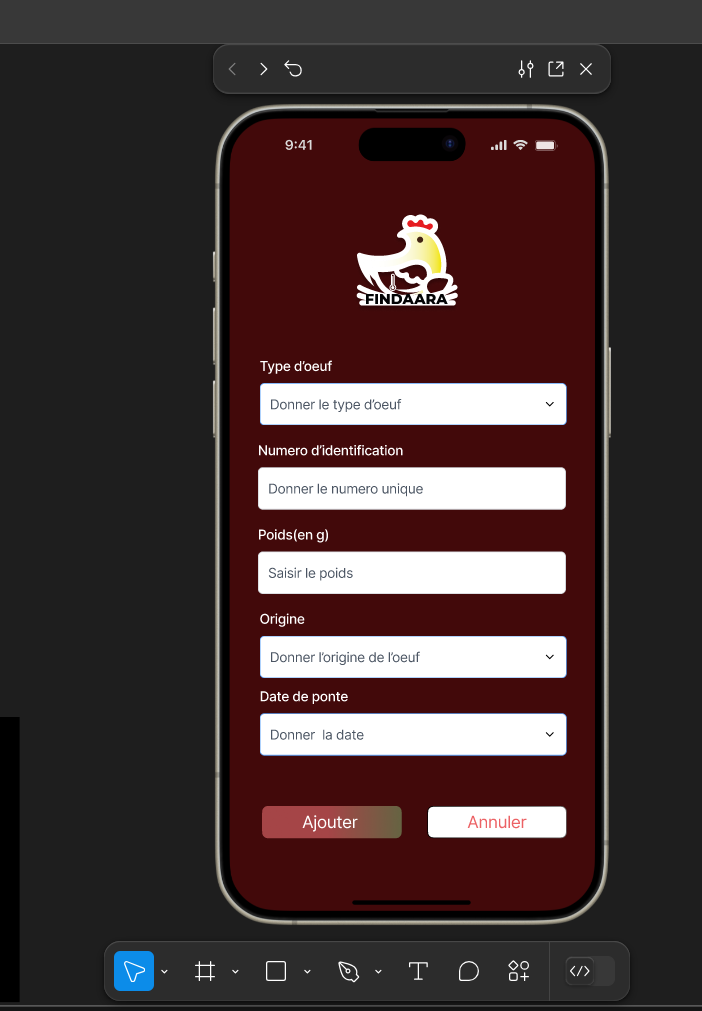 9:41
FINDAARA
Type d'oeuf
Donner le type d'oeuf
Numero d'identification
Donner le numero unique
Poids(en g)
Saisir le poids
Origine
Donner l'origine de l'oeuf
Date de ponte
Donner  la date
Ajouter
Annuler